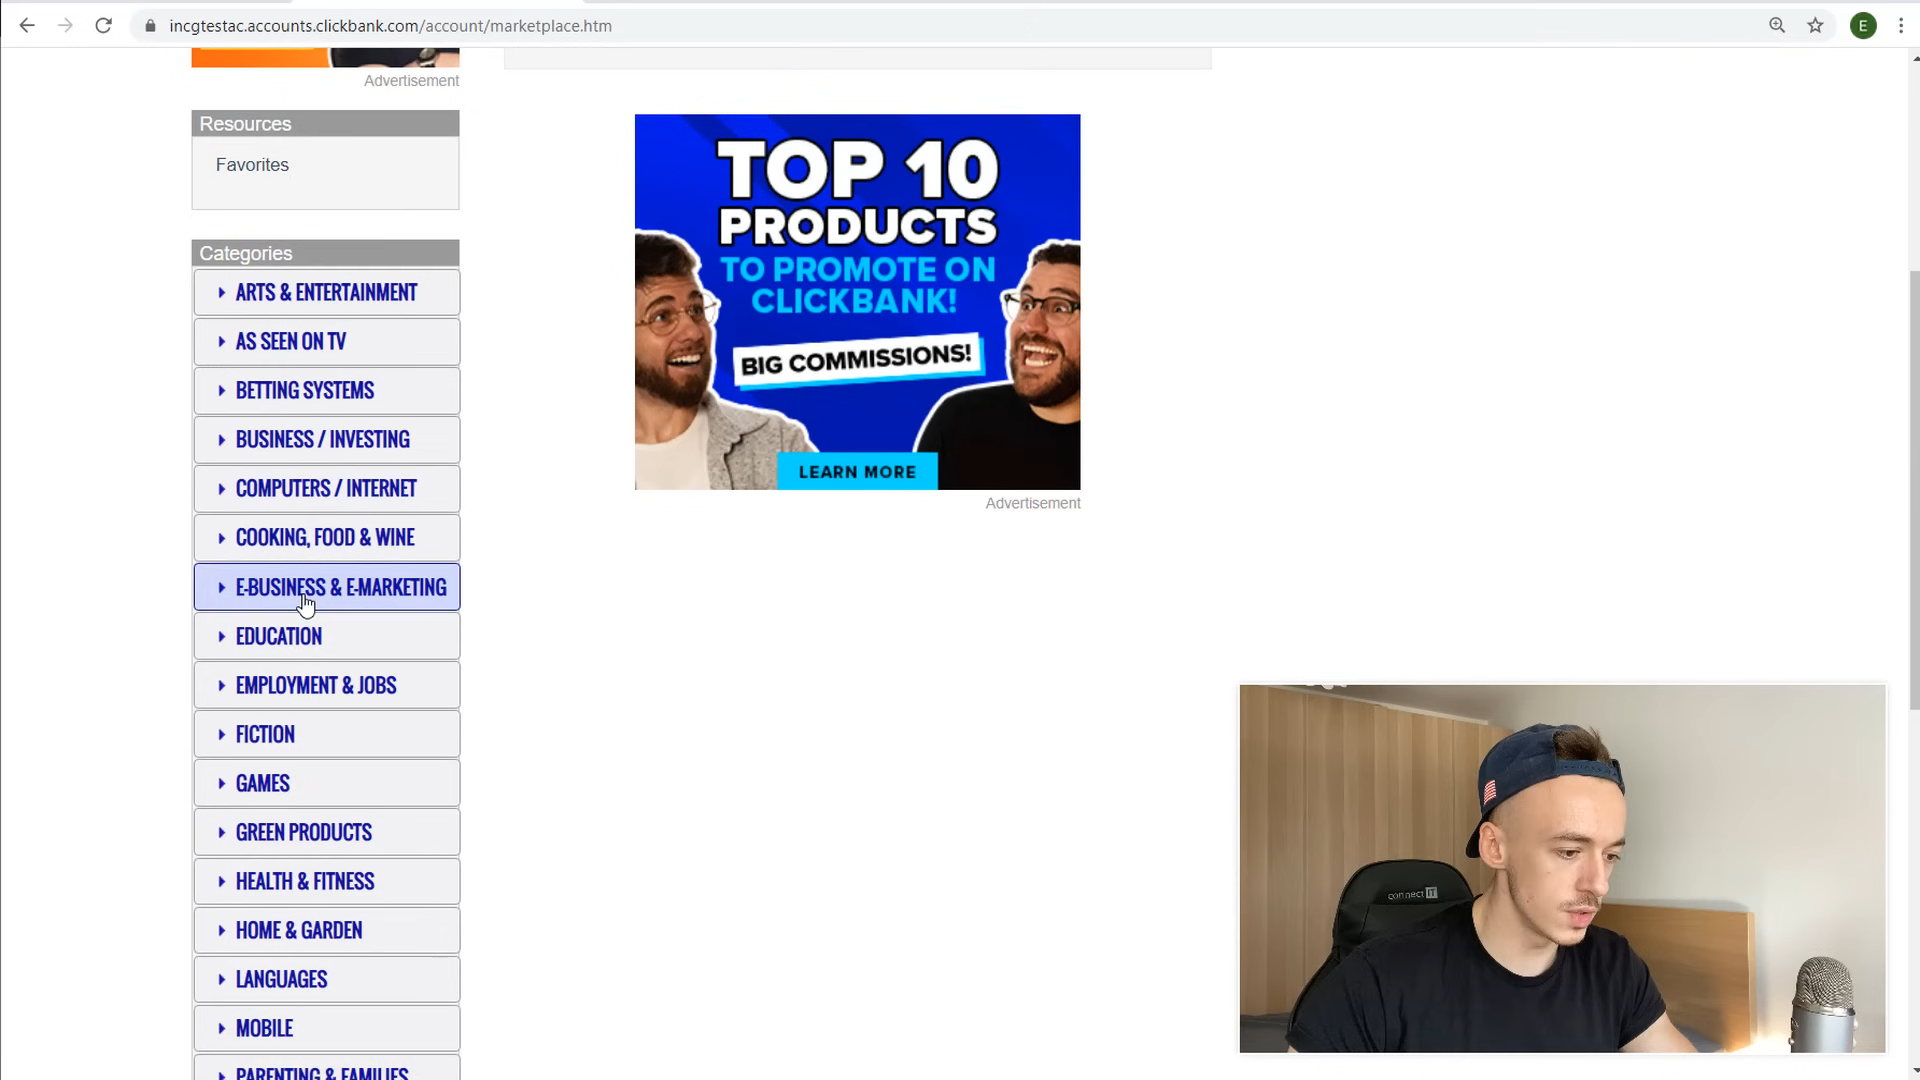 incgtestac.accounts.clickbank.com/account/marketplace.htm
E
Advertisement
Resources
Favorites
Categories
ARTS & ENTERTAINMENT
AS SEEN ON TV
BETTING SYSTEMS
BUSINESS / INVESTING
COMPUTERS / INTERNET
COOKING, FOOD & WINE
E-BUSINESS & E-MARKETING
EDUCATION
EMPLOYMENT & JOBS
FICTION
GAMES
GREEN PRODUCTS
HEALTH & FITNESS
HOME & GARDEN
LANGUAGES
MOBILE
PARENTING & FAMILIES
TOP 10
PRODUCTS
TO PROMOTE ON
CLICKBANK!
BIG COMMISSIONS!
LEARN MORE
Advertisement
connect IT